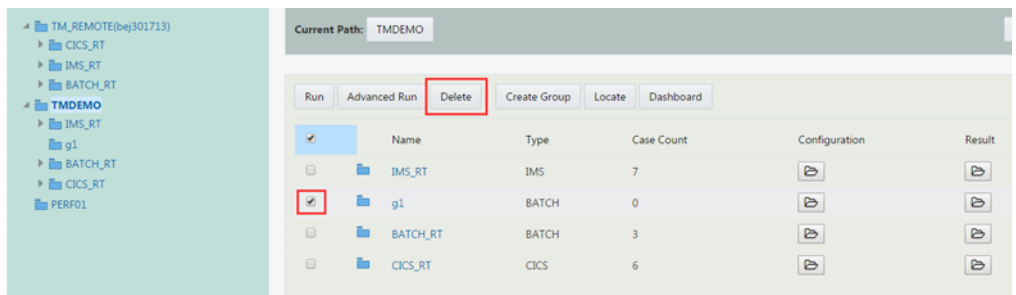 TM_REMOTE(bej301713)
CICS_RT
IMS_RT
BATCH_RT
TMDEMO
IMS_RT
g1
BATCH_RT
CICS_RT
PERF01
Current Path: TMDEMO
Run Advanced Run Delete Create Group Locate Dashboard
Name Type Case Count Configuration Result
IMS_RT IMS 7
g1 BATCH 0
BATCH_RT BATCH 3
CICS_RT CICS 6